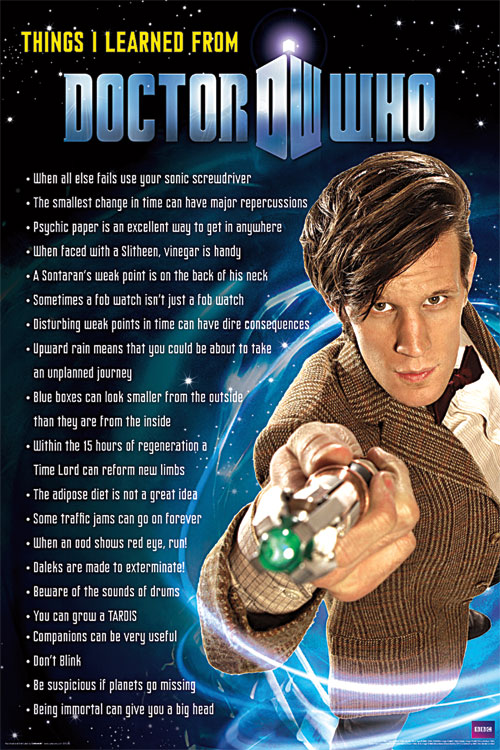 THINGS I LEARNED FROM
DOCTOR DW WHO
• When all else fails use your sonic screwdriver
• The smallest change in time can have major repercussions
• Psychic paper is an excellent way to get in anywhere
• When faced with a Slitheen, vinegar is handy
• A Sontaran's weak point is on the back of his neck
• Sometimes a fob watch isn't just a fob watch
• Disturbing weak points in time can have dire consequences
• Upward rain means that you could be about to take
an unplanned journey
• Blue boxes can look smaller from the outside
than they are from the inside
• Within the 15 hours of regeneration a
Time Lord can reform new limbs
• The adipose diet is not a great idea
• Some traffic jams can go on forever
• When an ood shows red eye, run!
• Daleks are made to exterminate!
• Beware of the sounds of drums
• You can grow a TARDIS
• Companions can be very useful
• Don't Blink
• Be suspicious if planets go missing
• Being immortal can give you a big head
BBC